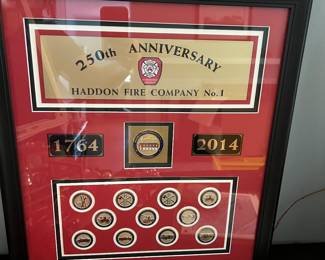 250th ANNIVERSARY
HADDON FIRE COMPANY No.1
1764
2014